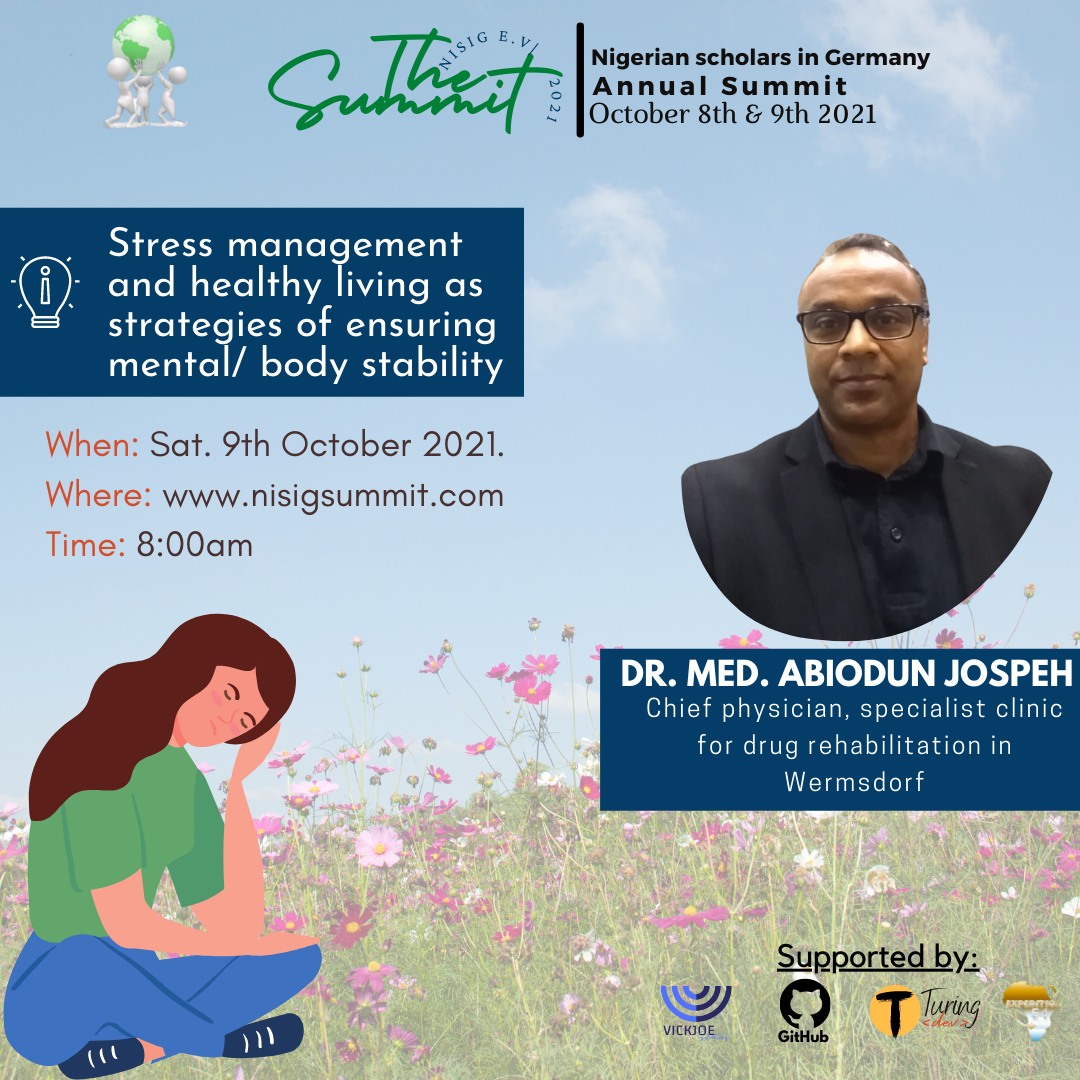 The
Summit
NISIG E.V/
2021
Nigerian scholars in Germany
Annual Summit
October 8th & 9th 2021
Stress management
and healthy living as
strategies of ensuring
mental/ body stability
When: Sat. 9th October 2021.
Where: www.nisigsummit.com
Time: 8:00am
DR. MED. ABIODUN JOSPEH
Chief physician, specialist clinic
for drug rehabilitation in
Wermsdorf
Supported by:
VICKJOE
GitHub
T Turing
<dev>